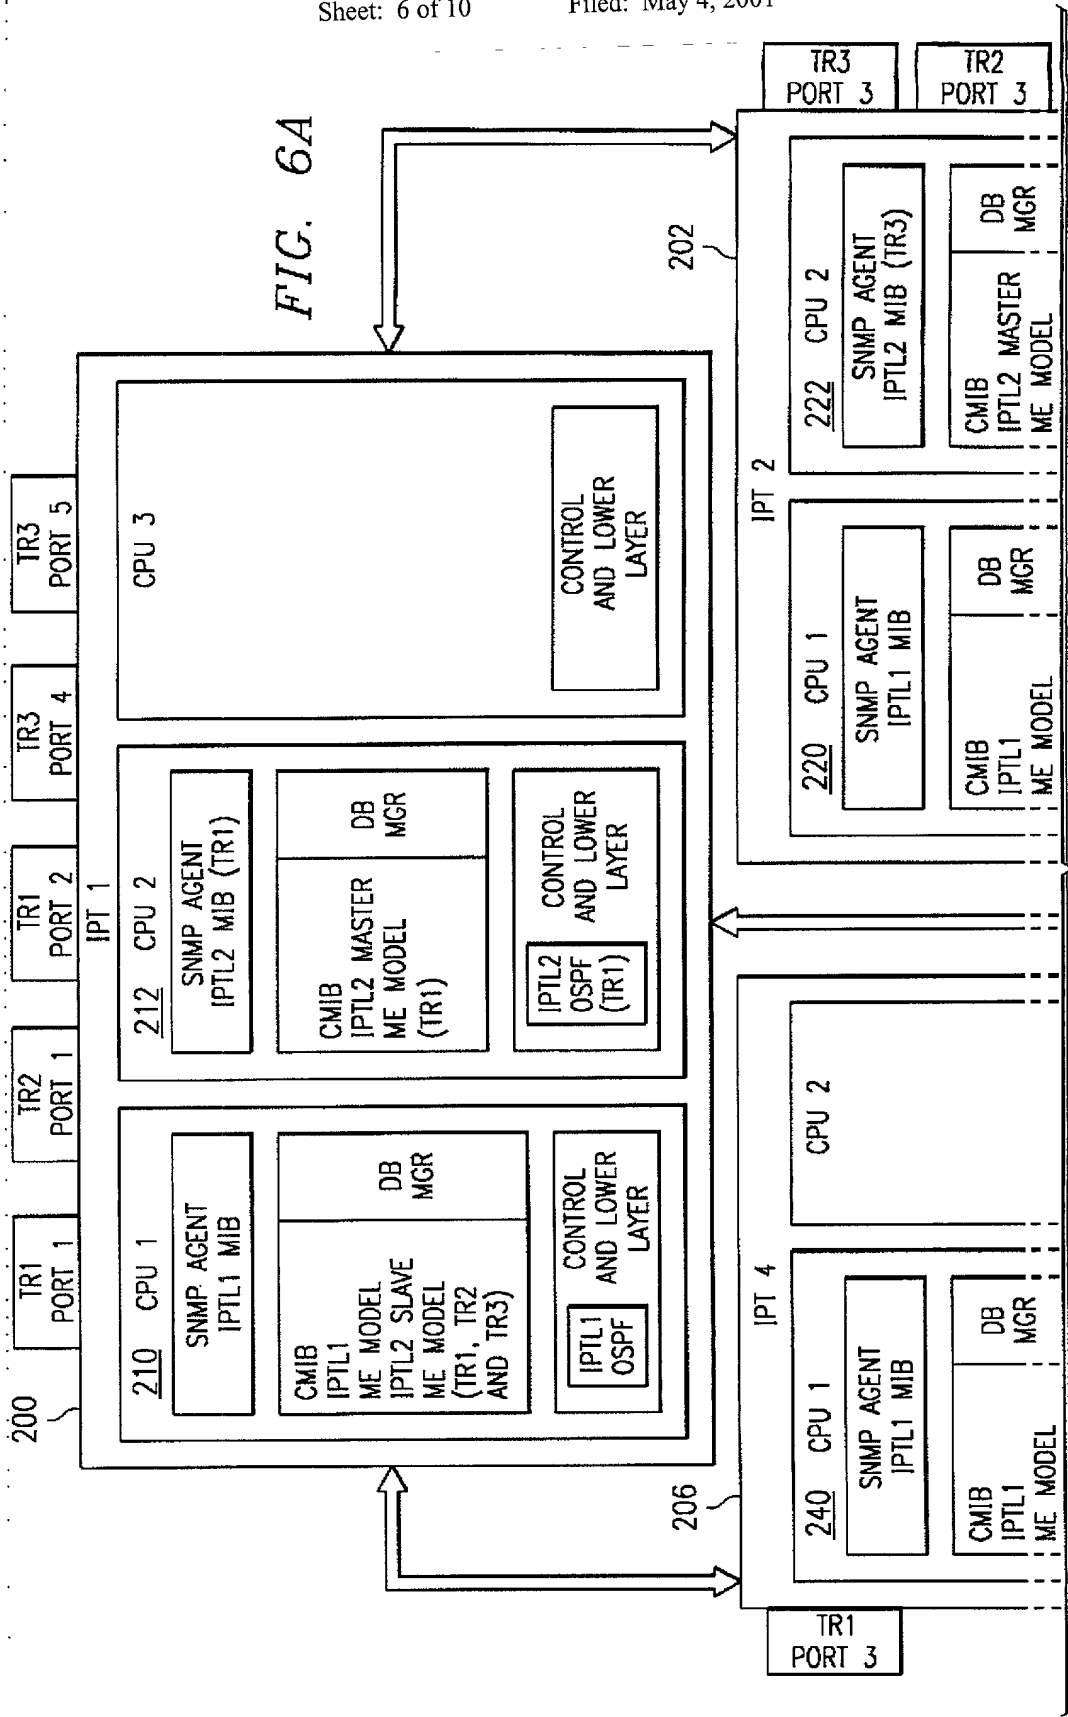 Sheet: 6 of 10
Filed: May 4, 2001
FIG. 6A
200
TR1
PORT 1
TR2
PORT 1
TR1
PORT 2
TR3
PORT 4
TR3
PORT 5
IPT 1
210 CPU 1
SNMP AGENT
IPTL1 MIB
CMIB
IPTL1
ME MODEL
IPTL2 SLAVE
ME MODEL
(TR1, TR2
AND TR3)
DB
MGR
CONTROL
AND LOWER
LAYER
IPTL1
OSPF
212 CPU 2
SNMP AGENT
IPTL2 MIB (TR1)
CMIB
IPTL2 MASTER
ME MODEL
(TR1)
DB
MGR
CONTROL
AND LOWER
LAYER
IPTL2
OSPF
(TR1)
CPU 3
CONTROL
AND LOWER
LAYER
206
TR1
PORT 3
IPT 4
240 CPU 1
SNMP AGENT
IPTL1 MIB
CMIB
IPTL1
ME MODEL
DB
MGR
CPU 2
202
IPT 2
220 CPU 1
SNMP AGENT
IPTL1 MIB
CMIB
IPTL1
ME MODEL
DB
MGR
222 CPU 2
SNMP AGENT
IPTL2 MIB (TR3)
CMIB
IPTL2 MASTER
ME MODEL
DB
MGR
TR3
PORT 3
TR2
PORT 3